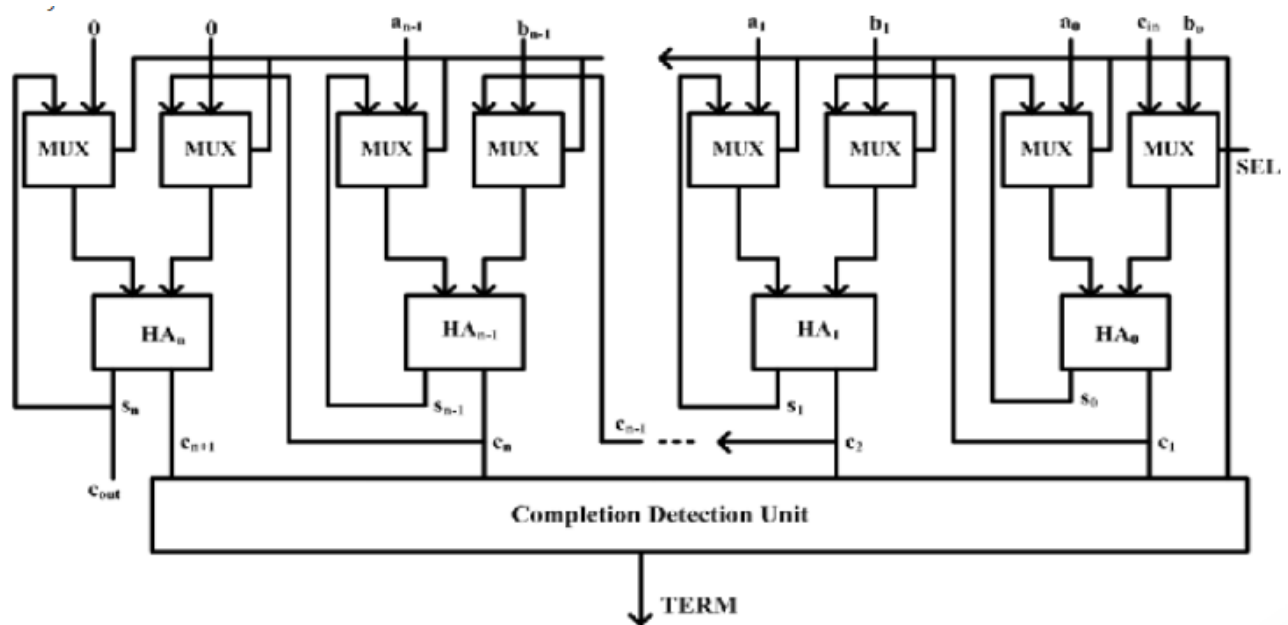 0 0 aₙ₋₁ bₙ₋₁ a₁ b₁ a₀ cᵢₙ b₀
MUX MUX MUX MUX MUX MUX MUX MUX
SEL
HAₙ HAₙ₋₁ HA₁ HA₀
sₙ sₙ₋₁ s₁ s₀
cₙ₊₁ cₙ cₙ₋₁ c₂ c₁
cₒᵤₜ
Completion Detection Unit
TERM